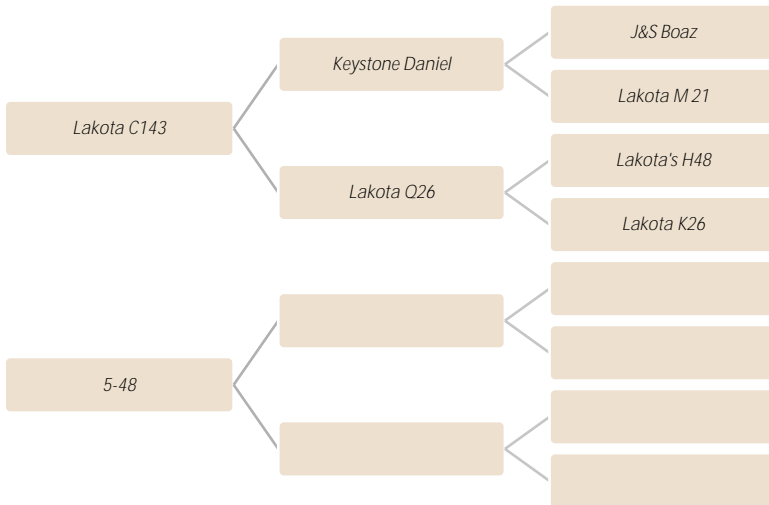 J&S Boaz
Keystone Daniel
Lakota M 21
Lakota C143
Lakota's H48
Lakota Q26
Lakota K26
5-48